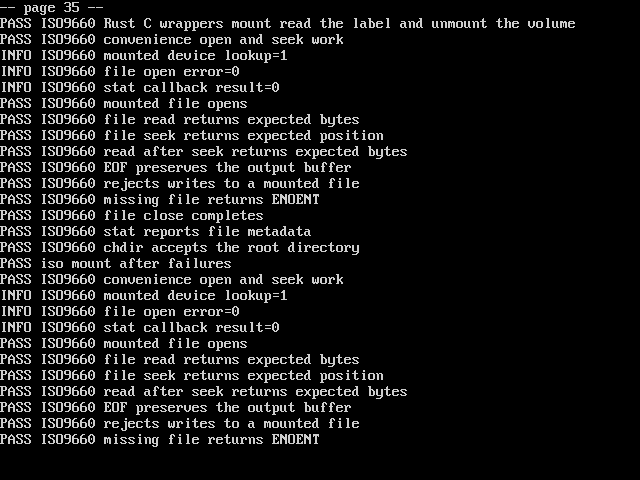 -- page 35 --
PASS ISO9660 Rust C wrappers mount read the label and unmount the volume
PASS ISO9660 convenience open and seek work
INFO ISO9660 mounted device lookup=1
INFO ISO9660 file open error=0
INFO ISO9660 stat callback result=0
PASS ISO9660 mounted file opens
PASS ISO9660 file read returns expected bytes
PASS ISO9660 file seek returns expected position
PASS ISO9660 read after seek returns expected bytes
PASS ISO9660 EOF preserves the output buffer
PASS ISO9660 rejects writes to a mounted file
PASS ISO9660 missing file returns ENOENT
PASS ISO9660 file close completes
PASS ISO9660 stat reports file metadata
PASS ISO9660 chdir accepts the root directory
PASS iso mount after failures
PASS ISO9660 convenience open and seek work
INFO ISO9660 mounted device lookup=1
INFO ISO9660 file open error=0
INFO ISO9660 stat callback result=0
PASS ISO9660 mounted file opens
PASS ISO9660 file read returns expected bytes
PASS ISO9660 file seek returns expected position
PASS ISO9660 read after seek returns expected bytes
PASS ISO9660 EOF preserves the output buffer
PASS ISO9660 rejects writes to a mounted file
PASS ISO9660 missing file returns ENOENT